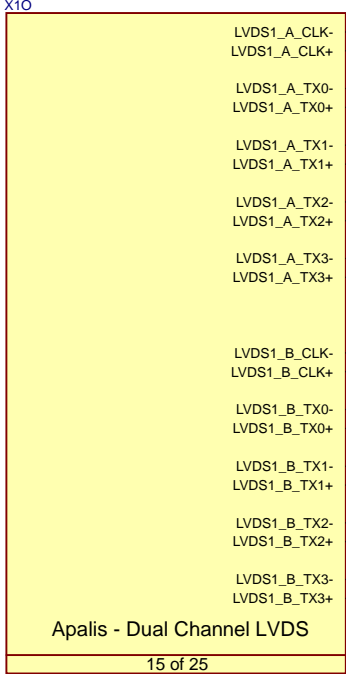 X1O
LVDS1_A_CLK-
LVDS1_A_CLK+
LVDS1_A_TX0-
LVDS1_A_TX0+
LVDS1_A_TX1-
LVDS1_A_TX1+
LVDS1_A_TX2-
LVDS1_A_TX2+
LVDS1_A_TX3-
LVDS1_A_TX3+
LVDS1_B_CLK-
LVDS1_B_CLK+
LVDS1_B_TX0-
LVDS1_B_TX0+
LVDS1_B_TX1-
LVDS1_B_TX1+
LVDS1_B_TX2-
LVDS1_B_TX2+
LVDS1_B_TX3-
LVDS1_B_TX3+
Apalis - Dual Channel LVDS
15 of 25